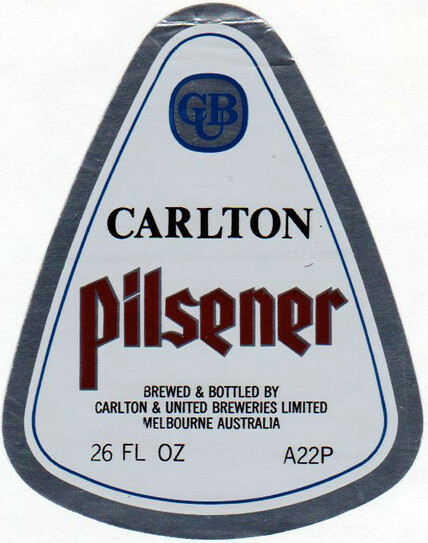 CUB
CARLTON
Pilsener
BREWED & BOTTLED BY
CARLTON & UNITED BREWERIES LIMITED
MELBOURNE AUSTRALIA
26 FL OZ A22P